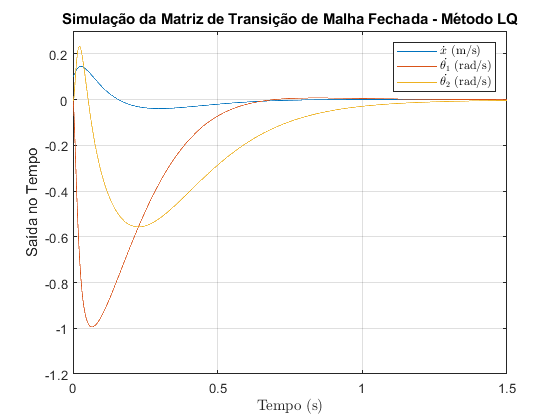 Simulação da Matriz de Transição de Malha Fechada - Método LQ
ẋ (m/s)
θ̇₁ (rad/s)
θ̇₂ (rad/s)
Saída no Tempo
0.2
0
-0.2
-0.4
-0.6
-0.8
-1
-1.2
0
0.5
1
1.5
Tempo (s)